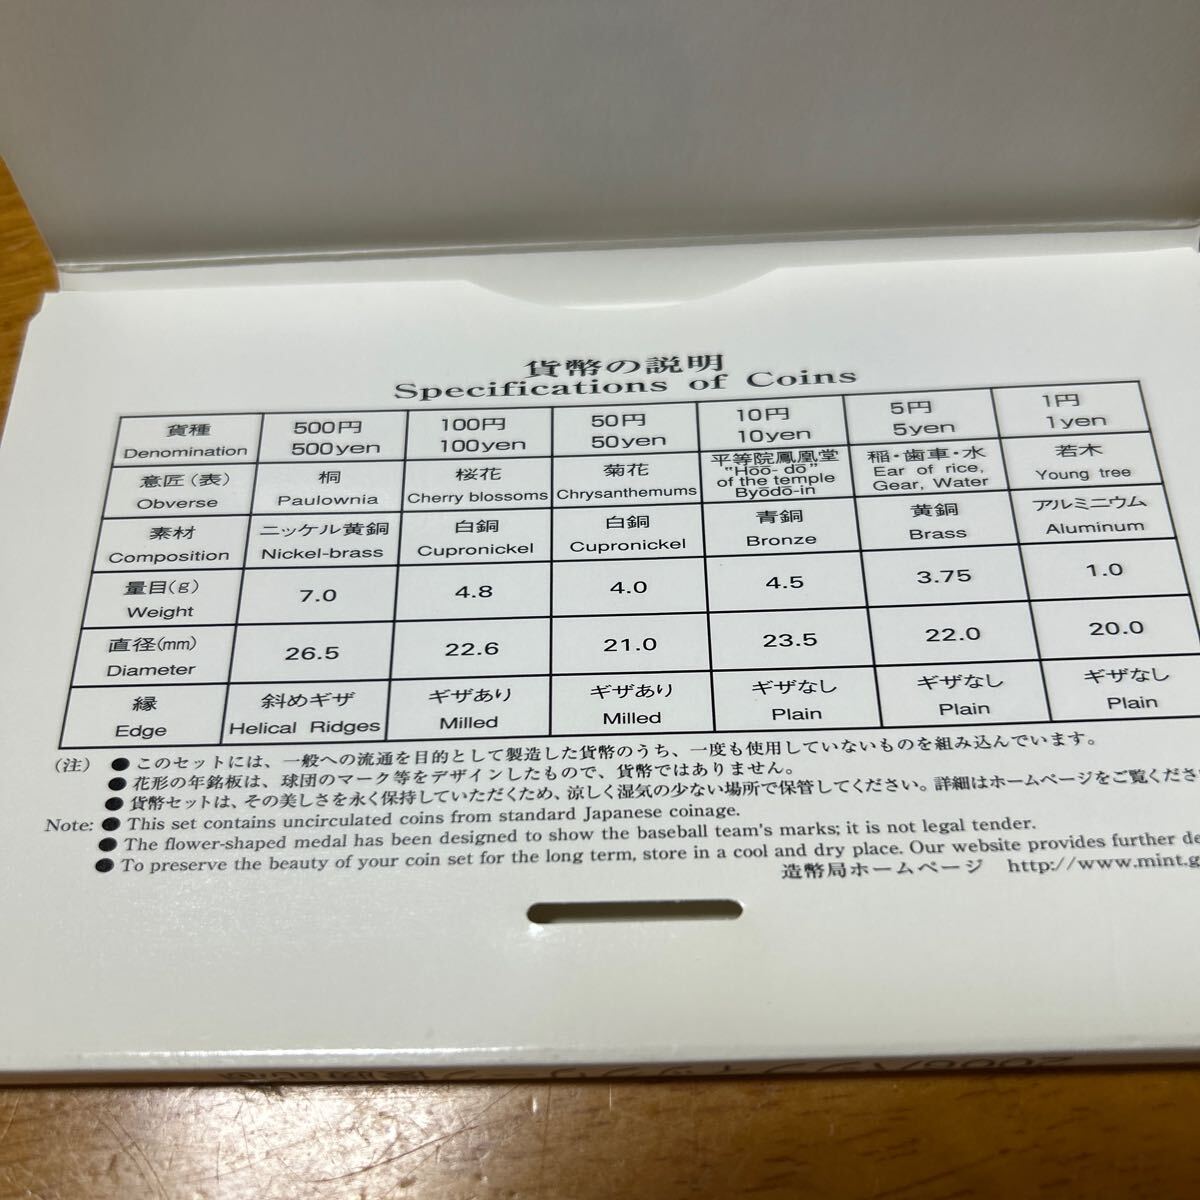 貨幣の説明
Specifications of Coins
貨種 500円 100円 50円 10円 5円 1円
Denomination 500yen 100yen 50yen 10yen 5yen 1yen
意匠(表) 桐 桜花 菊花 平等院鳳凰堂 稲・歯車・水 若木
Obverse Paulownia Cherry blossoms Chrysanthemums "Hōō-dō" of the temple Byōdō-in Ear of rice, Gear, Water Young tree
素材 ニッケル黄銅 白銅 白銅 青銅 黄銅 アルミニウム
Composition Nickel-brass Cupronickel Cupronickel Bronze Brass Aluminum
量目(g)
Weight 7.0 4.8 4.0 4.5 3.75 1.0
直径(mm)
Diameter 26.5 22.6 21.0 23.5 22.0 20.0
縁 斜めギザ ギザあり ギザあり ギザなし ギザなし ギザなし
Edge Helical Ridges Milled Milled Plain Plain Plain
(注) ●このセットには、一般への流通を目的として製造した貨幣のうち、一度も使用していないものを組み込んでいます。
●花形の年銘板は、球団のマーク等をデザインしたもので、貨幣ではありません。
●貨幣セットは、その美しさを永く保持していただくため、涼しく湿気の少ない場所で保管してください。詳細はホームページをご覧くださ
Note: ●This set contains uncirculated coins from standard Japanese coinage.
●The flower-shaped medal has been designed to show the baseball team's marks; it is not legal tender.
●To preserve the beauty of your coin set for the long term, store in a cool and dry place. Our website provides further de
造幣局ホームページ http://www.mint.g